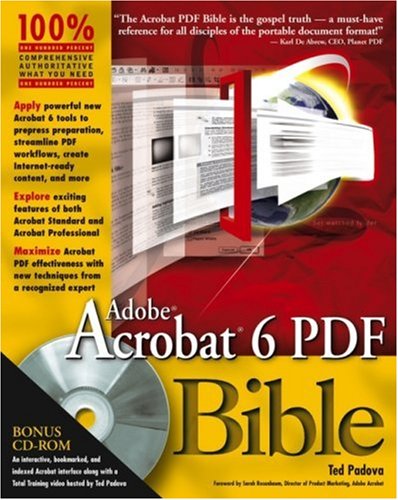 100%
ONE HUNDRED PERCENT
COMPREHENSIVE
AUTHORITATIVE
WHAT YOU NEED
ONE HUNDRED PERCENT
"The Acrobat PDF Bible is the gospel truth — a must-have
reference for all disciples of the portable document format!"
— Karl De Abrew, CEO, Planet PDF
Apply powerful new
Acrobat 6 tools to
prepress preparation,
streamline PDF
workflows, create
Internet-ready
content, and more
Explore exciting
features of both
Acrobat Standard and
Acrobat Professional
Maximize Acrobat
PDF effectiveness with
new techniques from
a recognized expert
Adobe®
Acrobat® 6 PDF
Bible
BONUS
CD-ROM
An interactive, bookmarked, and
indexed Acrobat interface along with a
Total Training video hosted by Ted Padova
Ted Padova
Foreword by Sarah Rosenbaum, Director of Product Marketing, Adobe Acrobat